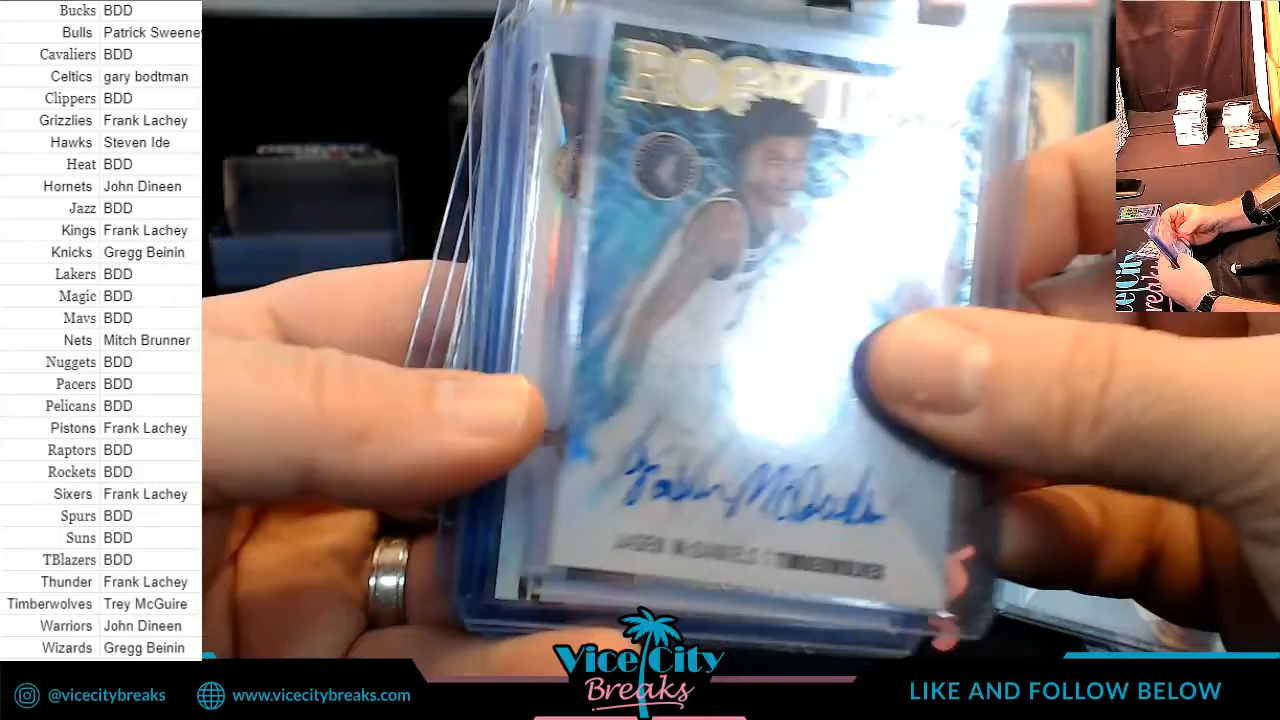 Bucks BDD
Bulls Patrick Sweene
Cavaliers BDD
Celtics gary bodtman
Clippers BDD
Grizzlies Frank Lachey
Hawks Steven Ide
Heat BDD
Hornets John Dineen
Jazz BDD
Kings Frank Lachey
Knicks Gregg Beinin
Lakers BDD
Magic BDD
Mavs BDD
Nets Mitch Brunner
Nuggets BDD
Pacers BDD
Pelicans BDD
Pistons Frank Lachey
Raptors BDD
Rockets BDD
Sixers Frank Lachey
Spurs BDD
Suns BDD
TBlazers BDD
Thunder Frank Lachey
Timberwolves Trey McGuire
Warriors John Dineen
Wizards Gregg Beinin
JADEN MCDANIELS | TIMBERWOLVES
Vice City
Breaks
@vicecitybreaks
www.vicecitybreaks.com
LIKE AND FOLLOW BELOW